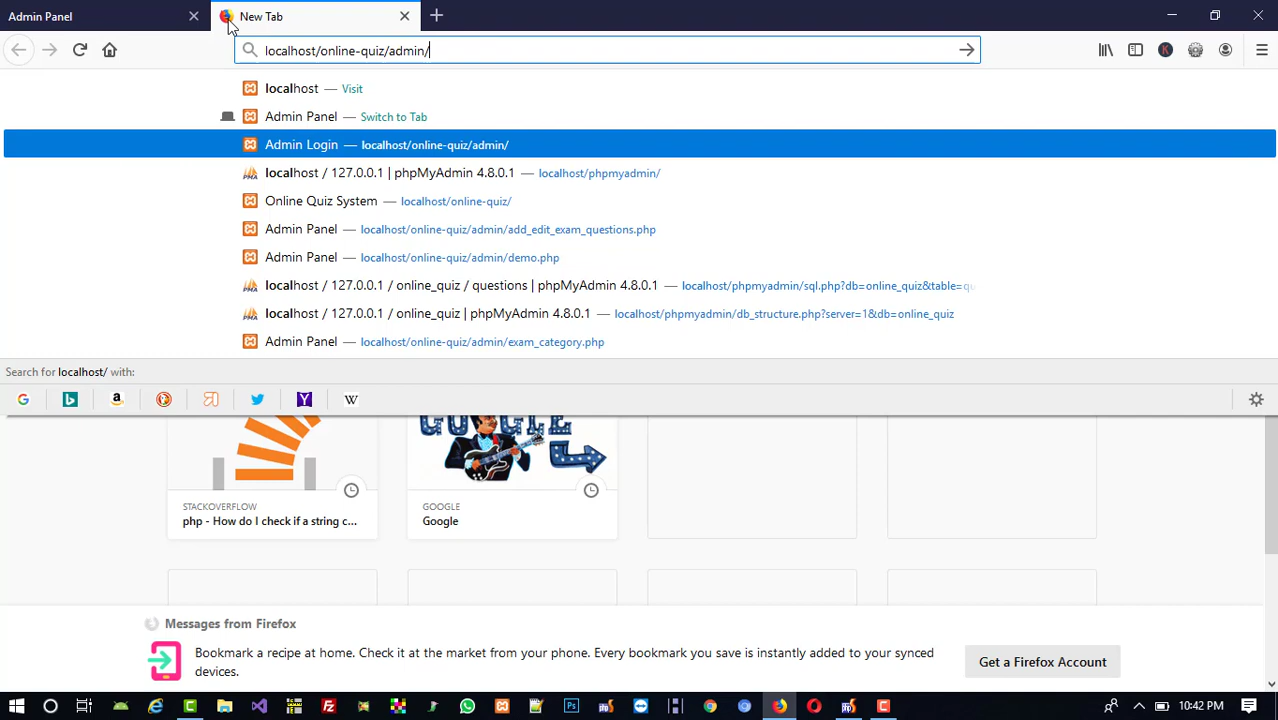 Admin Panel
New Tab
localhost/online-quiz/admin/
localhost — Visit
Admin Panel — Switch to Tab
Admin Login — localhost/online-quiz/admin/
localhost / 127.0.0.1 | phpMyAdmin 4.8.0.1 — localhost/phpmyadmin/
Online Quiz System — localhost/online-quiz/
Admin Panel — localhost/online-quiz/admin/add_edit_exam_questions.php
Admin Panel — localhost/online-quiz/admin/demo.php
localhost / 127.0.0.1 / online_quiz / questions | phpMyAdmin 4.8.0.1 — localhost/phpmyadmin/sql.php?db=online_quiz&table=qu
localhost / 127.0.0.1 / online_quiz | phpMyAdmin 4.8.0.1 — localhost/phpmyadmin/db_structure.php?server=1&db=online_quiz
Admin Panel — localhost/online-quiz/admin/exam_category.php
Search for localhost/ with:
STACKOVERFLOW
php - How do I check if a string c...
GOOGLE
Google
Messages from Firefox
Bookmark a recipe at home. Check it at the market from your phone. Every bookmark you save is instantly added to your synced
devices.
Get a Firefox Account
10:42 PM